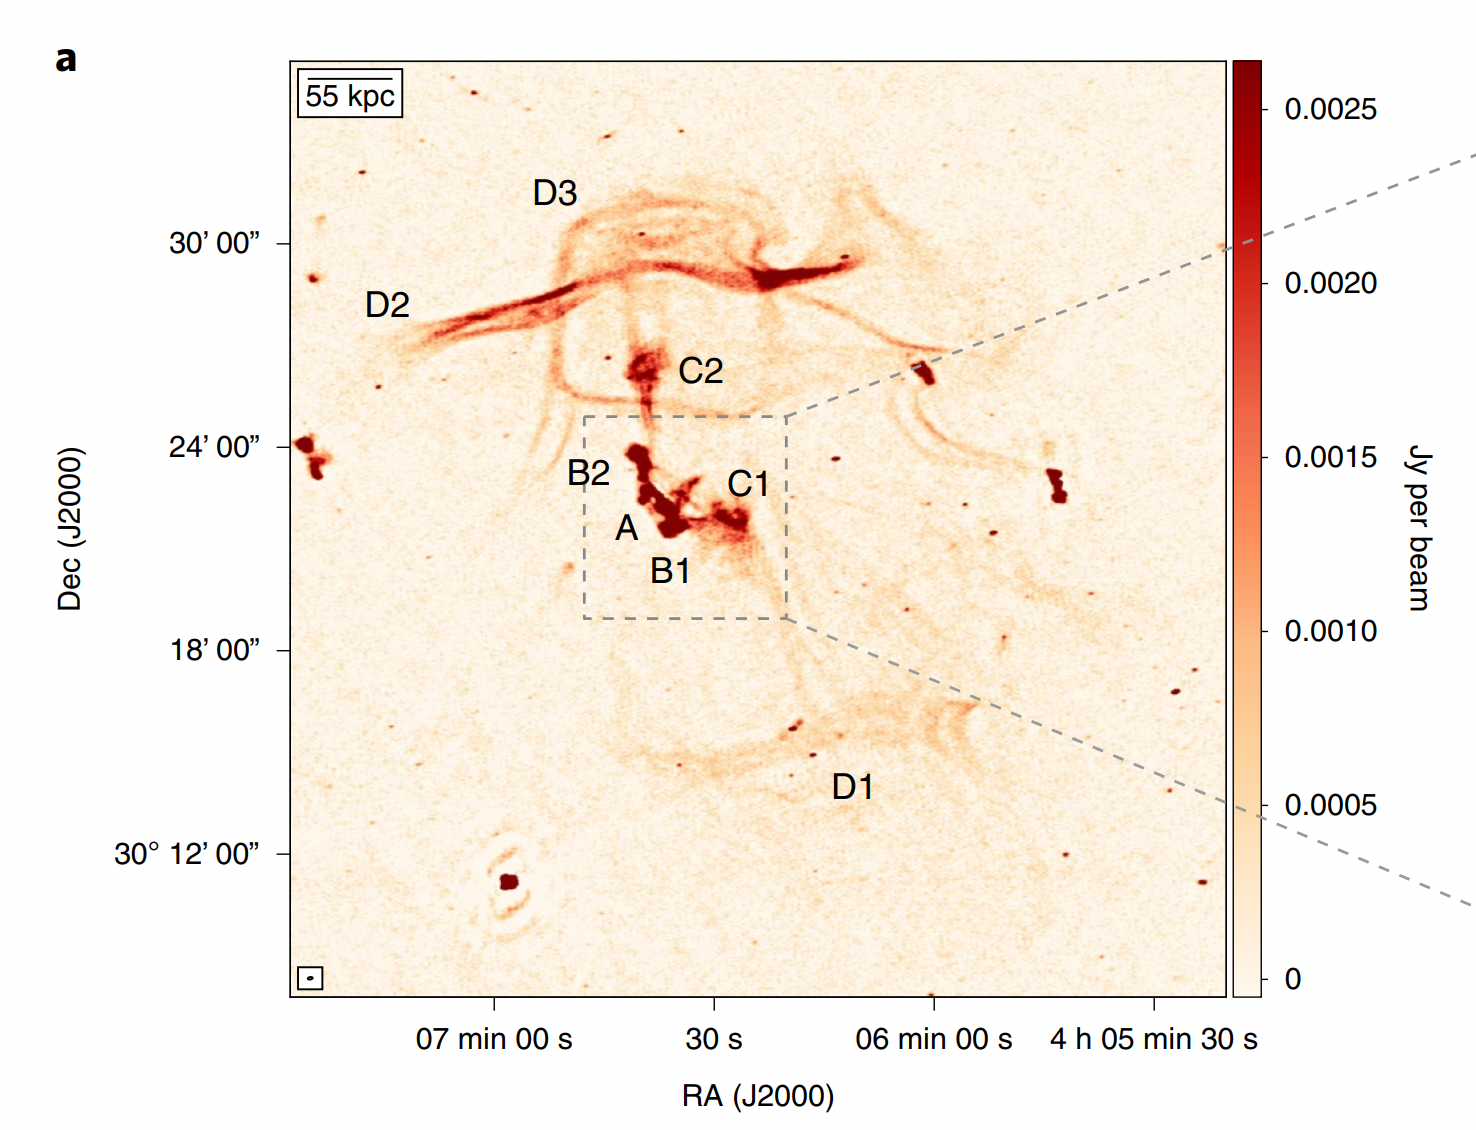 a
55 kpc
D3
D2
C2
B2
C1
A
B1
D1
30’ 00”
24’ 00”
18’ 00”
30° 12’ 00”
Dec (J2000)
07 min 00 s
30 s
06 min 00 s
4 h 05 min 30 s
RA (J2000)
0.0025
0.0020
0.0015
0.0010
0.0005
0
Jy per beam